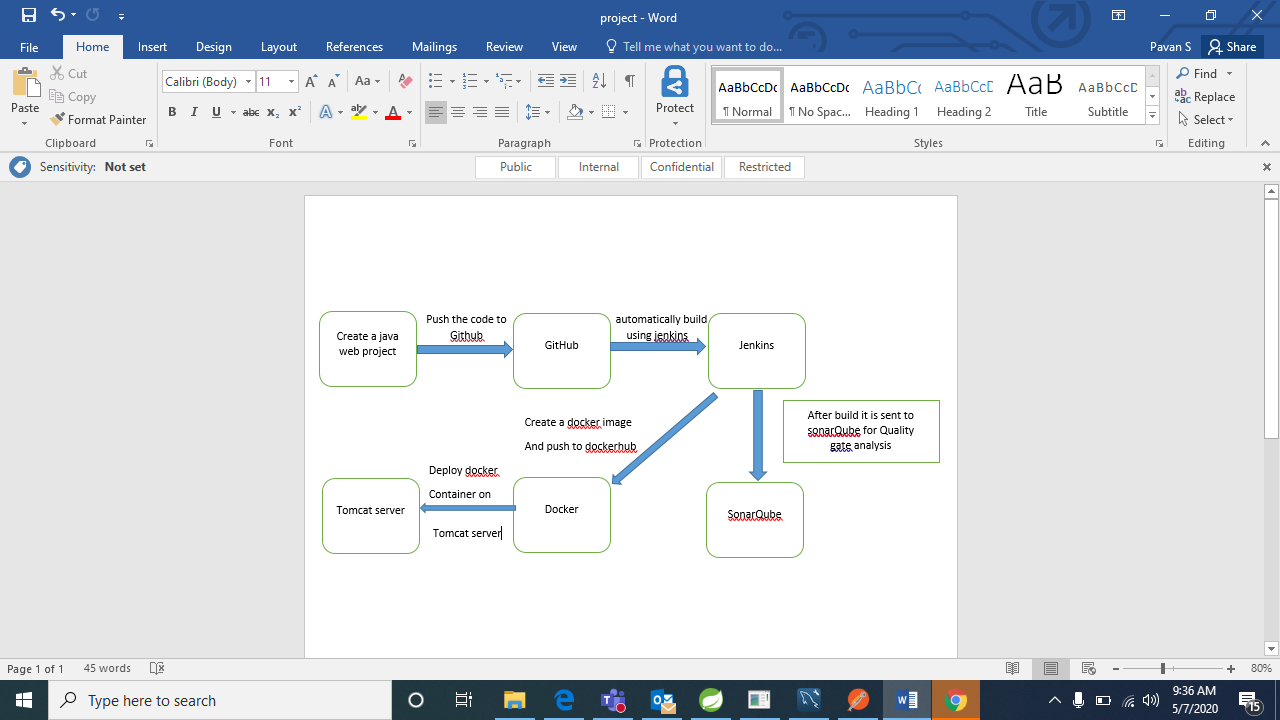 project - Word
File
Home
Insert
Design
Layout
References
Mailings
Review
View
Tell me what you want to do...
Pavan S
Share
Paste
Cut
Copy
Format Painter
Clipboard
Calibri (Body)
11
Aa
B I U abc X₂ X²
Font
Paragraph
Protect
Protection
AaBbCcDc
¶ Normal
AaBbCcDc
¶ No Spac...
AaBbCc
Heading 1
AaBbCcD
Heading 2
AaB
Title
AaBbCcD
Subtitle
Styles
Find
Replace
Select
Editing
Sensitivity: Not set
Public
Internal
Confidential
Restricted
Create a java
web project
Push the code to
Github
GitHub
automatically build
using jenkins
Jenkins
Create a docker image
And push to dockerhub
After build it is sent to
sonarQube for Quality
gate analysis
Deploy docker
Container on
Tomcat server
Tomcat server
Docker
SonarQube
Page 1 of 1
45 words
80%
Type here to search
9:36 AM
5/7/2020
15